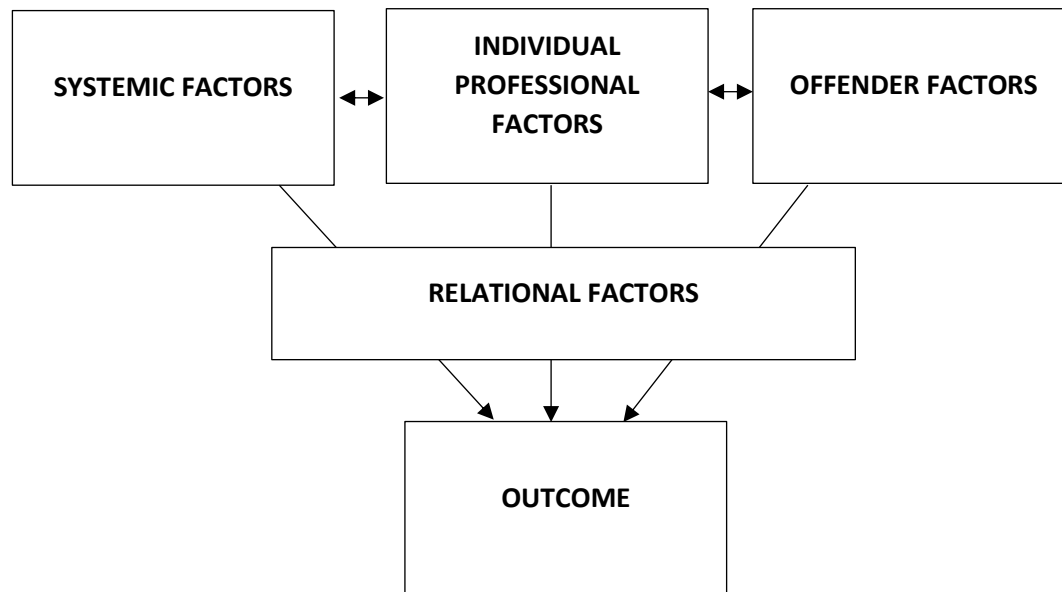 SYSTEMIC FACTORS
INDIVIDUAL
PROFESSIONAL
FACTORS
OFFENDER FACTORS
RELATIONAL FACTORS
OUTCOME